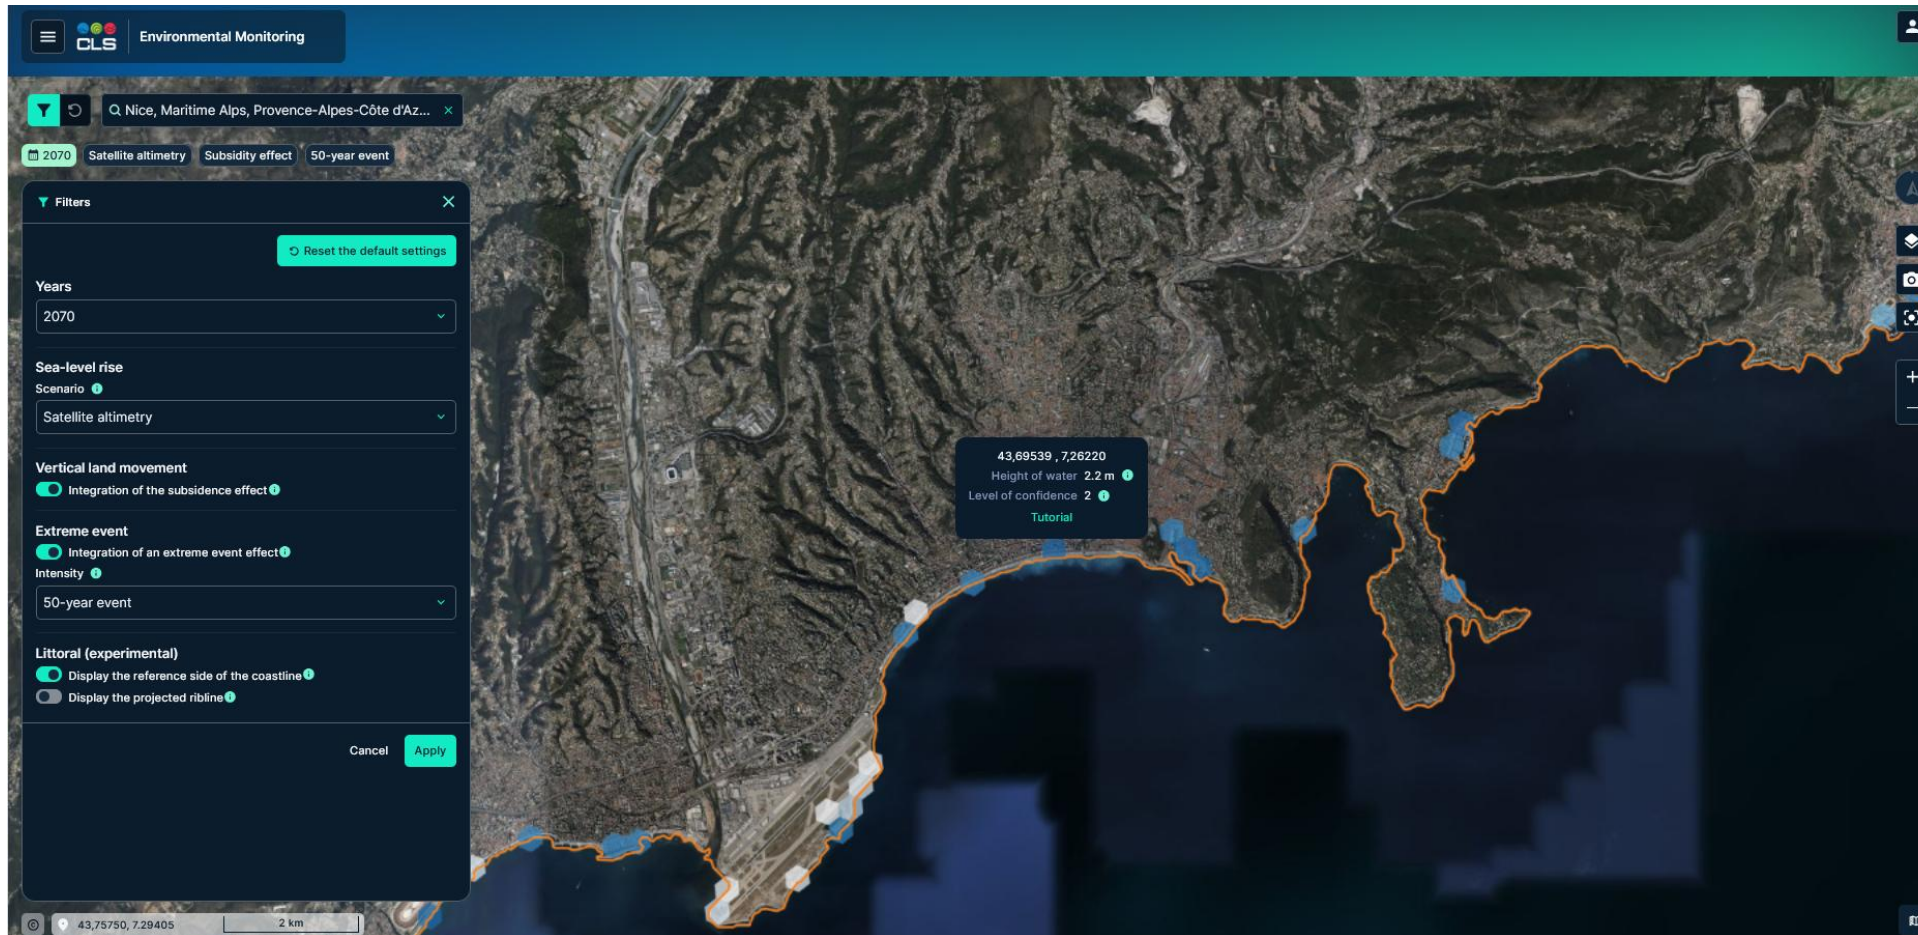 CLS
Environmental Monitoring
Nice, Maritime Alps, Provence-Alpes-Côte d'Az...
2070 Satellite altimetry Subsidity effect 50-year event
Filters
Reset the default settings
Years
2070
Sea-level rise
Scenario
Satellite altimetry
Vertical land movement
Integration of the subsidence effect
Extreme event
Integration of an extreme event effect
Intensity
50-year event
Littoral (experimental)
Display the reference side of the coastline
Display the projected ribline
Cancel Apply
43,69539 , 7,26220
Height of water 2.2 m
Level of confidence 2
Tutorial
43,75750, 7.29405
2 km